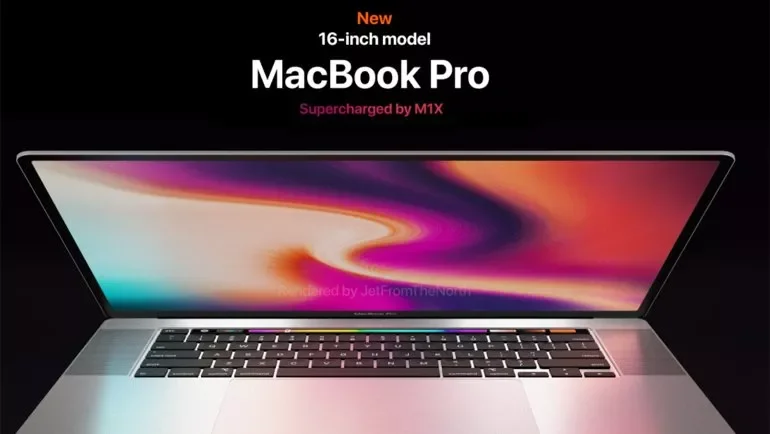 New
16-inch model
MacBook Pro
Supercharged by M1X
Rendered by JetFromTheNorth
MacBook Pro